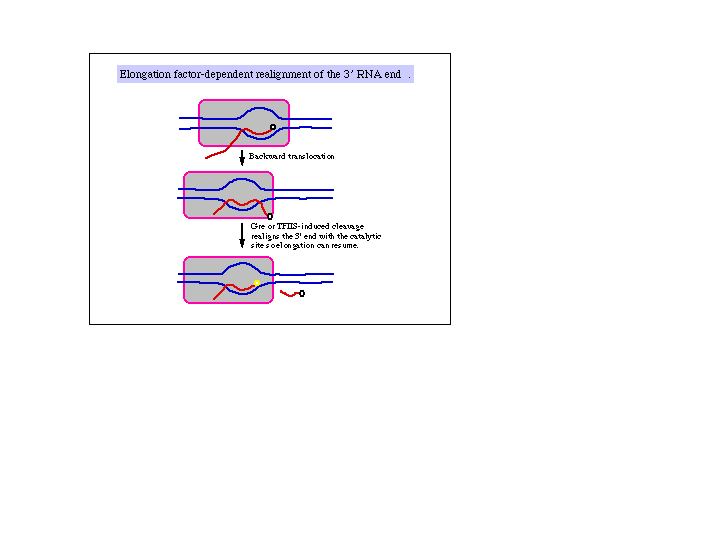 Elongation factor-dependent realignment of the 3´ RNA end .
Backward translocation
Gre or TFIIS-induced cleavage
realigns the 3' end with the catalytic
site so elongation can resume.